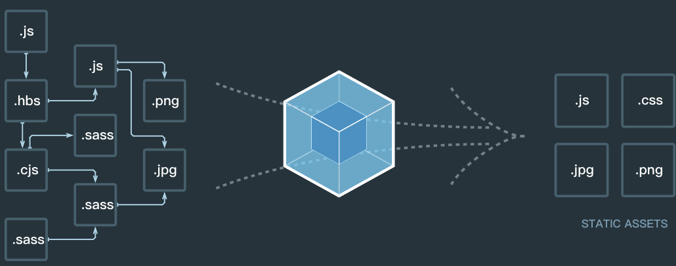 .js
.js
.hbs
.png
.sass
.cjs
.jpg
.sass
.sass
.js
.css
.jpg
.png
STATIC ASSETS